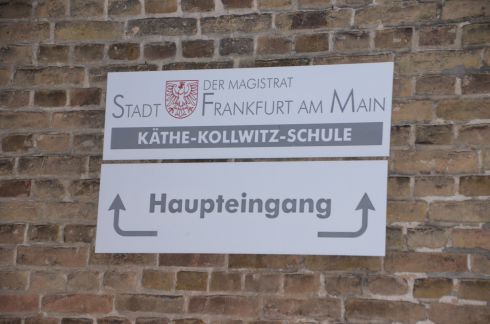 DER MAGISTRAT
STADT FRANKFURT AM MAIN
KÄTHE-KOLLWITZ-SCHULE
Haupteingang